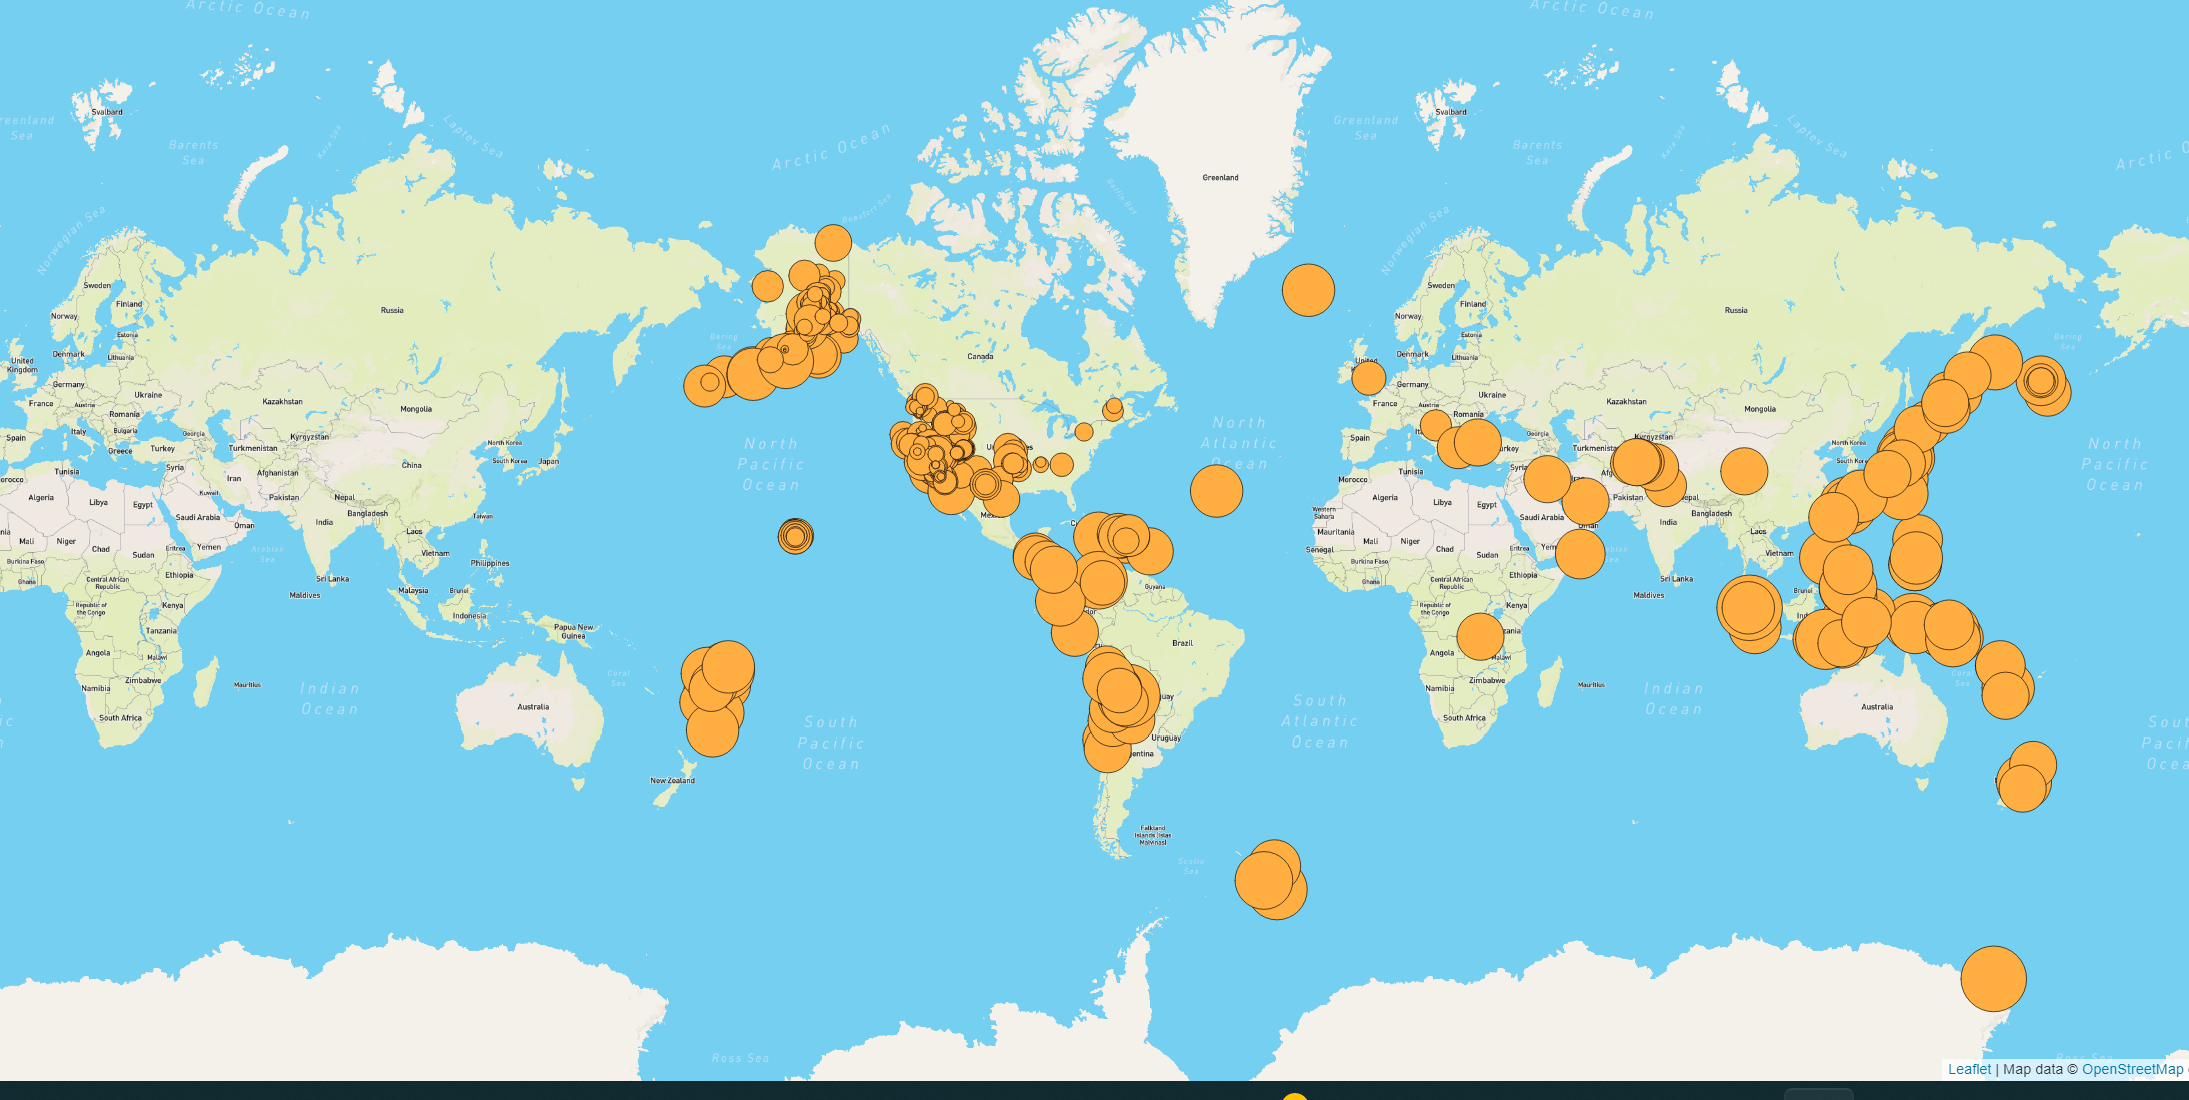 Arctic Ocean
Arctic Ocean
Svalbard
Svalbard
Greenland
Sea
Barents
Sea
Kara Sea
Laptev Sea
Arctic Ocean
Beaufort Sea
Baffin Bay
Greenland
Greenland
Sea
Barents
Sea
Kara Sea
Laptev Sea
Norwegian Sea
Norwegian Sea
Sweden
Finland
Norway
Russia
Estonia
Denmark
Lithuania
United
Kingdom
Germany
Ukraine
France
Austria
Romania
Kazakhstan
Mongolia
Spain
Italy
Bulgaria
Georgia
Kyrgyzstan
Greece
Turkey
Turkmenistan
North Korea
South Korea
Japan
Tunisia
Syria
Iran
Afghanistan
China
Algeria
Libya
Egypt
Kuwait
Pakistan
Nepal
Bangladesh
Saudi Arabia
Oman
India
Taiwan
Mali
Niger
Chad
Sudan
Eritrea
Yemen
Arabian
Sea
Laos
Vietnam
Burkina Faso
Ghana
Central African
Republic
Ethiopia
Sri Lanka
Philippines
Maldives
Malaysia
Brunei
Republic of
the Congo
Kenya
Indonesia
Tanzania
Papua New
Guinea
Angola
Malawi
Zimbabwe
Namibia
Mauritius
South Africa
Indian
Ocean
Australia
Coral
Sea
New Zealand
Bering
Sea
Canada
North
Pacific
Ocean
North
Atlantic
Ocean
Guyana
Brazil
Uruguay
South
Pacific
Ocean
South
Atlantic
Ocean
Falkland
Islands (Islas
Malvinas)
Scotia
Sea
Ross Sea
Sweden
Finland
Norway
Russia
Estonia
Denmark
Lithuania
United
Germany
Ukraine
France
Austria
Romania
Kazakhstan
Mongolia
Spain
Georgia
Kyrgyzstan
Turkmenistan
North Korea
Morocco
Tunisia
Algeria
Libya
Egypt
Pakistan
Western
Sahara
Mauritania
Saudi Arabia
India
Bangladesh
Mali
Niger
Chad
Sudan
Eritrea
Senegal
Laos
Vietnam
Burkina Faso
Ghana
Central African
Republic
Ethiopia
Sri Lanka
Maldives
Brunei
Republic of
the Congo
Kenya
Angola
Malawi
Zimbabwe
Namibia
Mauritius
South Africa
Indian
Ocean
Australia
Coral
Sea
Bering
Sea
North
Pacific
Ocean
Ross Sea
Leaflet | Map data © OpenStreetMap